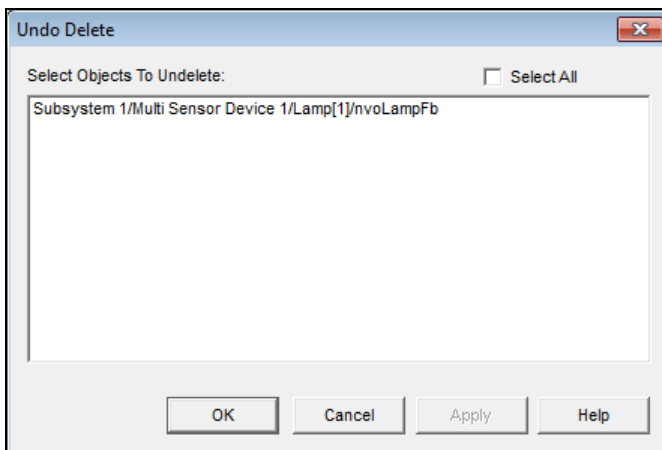 Undo Delete
Select Objects To Undelete: Select All
Subsystem 1/Multi Sensor Device 1/Lamp[1]/nvoLampFb
OK Cancel Apply Help